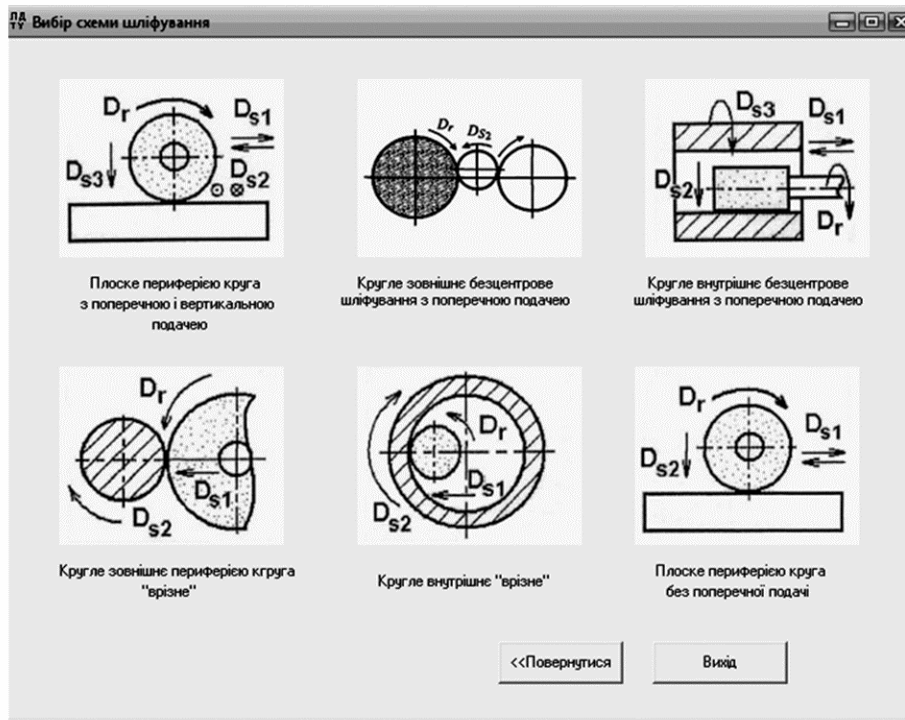 ПД ТУ Вибір схеми шліфування
Dr
Ds1
Ds3
Ds2
Dr
DS2
Ds3
Ds1
Ds2
Dr
Плоске периферією круга
з поперечною і вертикальною
подачею
Кругле зовнішнє безцентрове
шліфування з поперечною подачею
Кругле внутрішнє безцентрове
шліфування з поперечною подачею
Dr
Ds1
Ds2
Dr
Ds1
Ds2
Dr
Ds1
Ds2
Кругле зовнішнє периферією кгруга
"врізне"
Кругле внутрішнє "врізне"
Плоске периферією круга
без поперечної подачі
<<Повернутися
Вихід